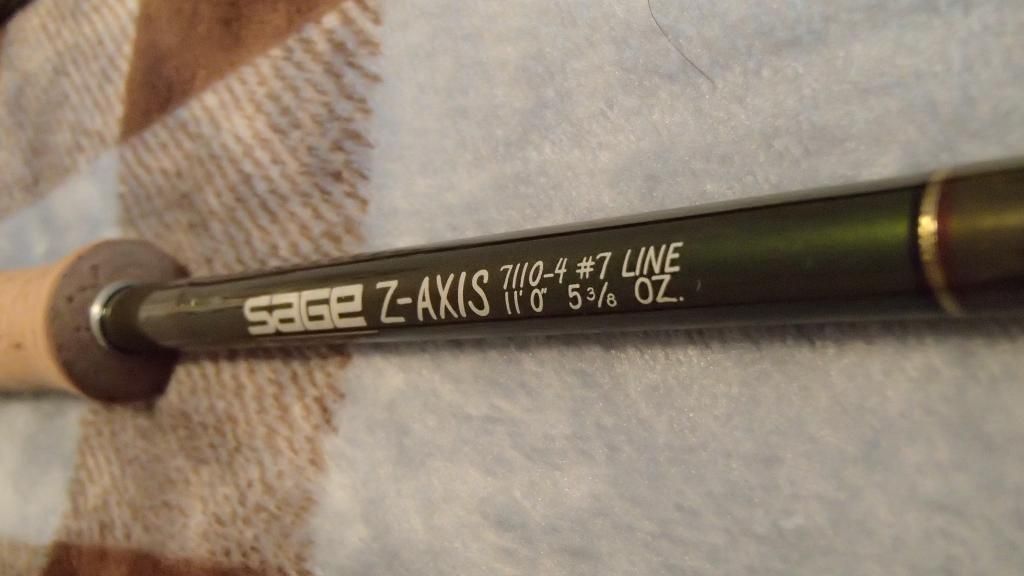 SAGE Z-AXIS 7110-4 #7 LINE
11' 0" 5 3/8 OZ.